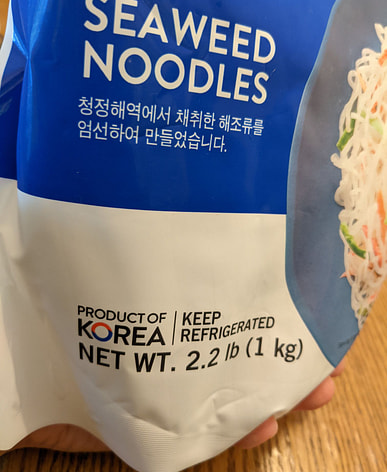 SEAWEED
NOODLES
청정해역에서 채취한 해조류를
엄선하여 만들었습니다.
PRODUCT OF
KOREA
KEEP
REFRIGERATED
NET WT. 2.2 lb (1 kg)